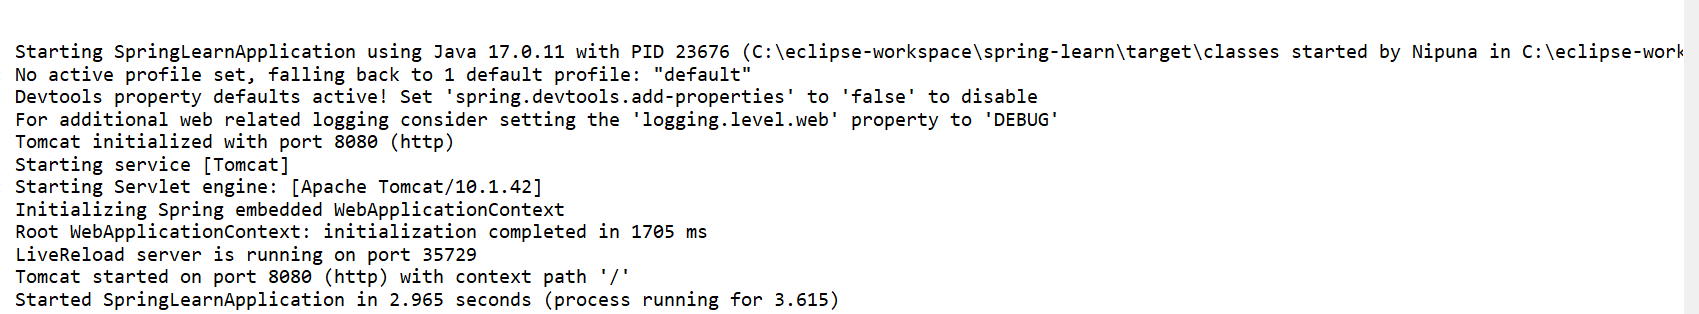 Starting SpringLearnApplication using Java 17.0.11 with PID 23676 (C:\eclipse-workspace\spring-learn\target\classes started by Nipuna in C:\eclipse-work
No active profile set, falling back to 1 default profile: "default"
Devtools property defaults active! Set 'spring.devtools.add-properties' to 'false' to disable
For additional web related logging consider setting the 'logging.level.web' property to 'DEBUG'
Tomcat initialized with port 8080 (http)
Starting service [Tomcat]
Starting Servlet engine: [Apache Tomcat/10.1.42]
Initializing Spring embedded WebApplicationContext
Root WebApplicationContext: initialization completed in 1705 ms
LiveReload server is running on port 35729
Tomcat started on port 8080 (http) with context path '/'
Started SpringLearnApplication in 2.965 seconds (process running for 3.615)